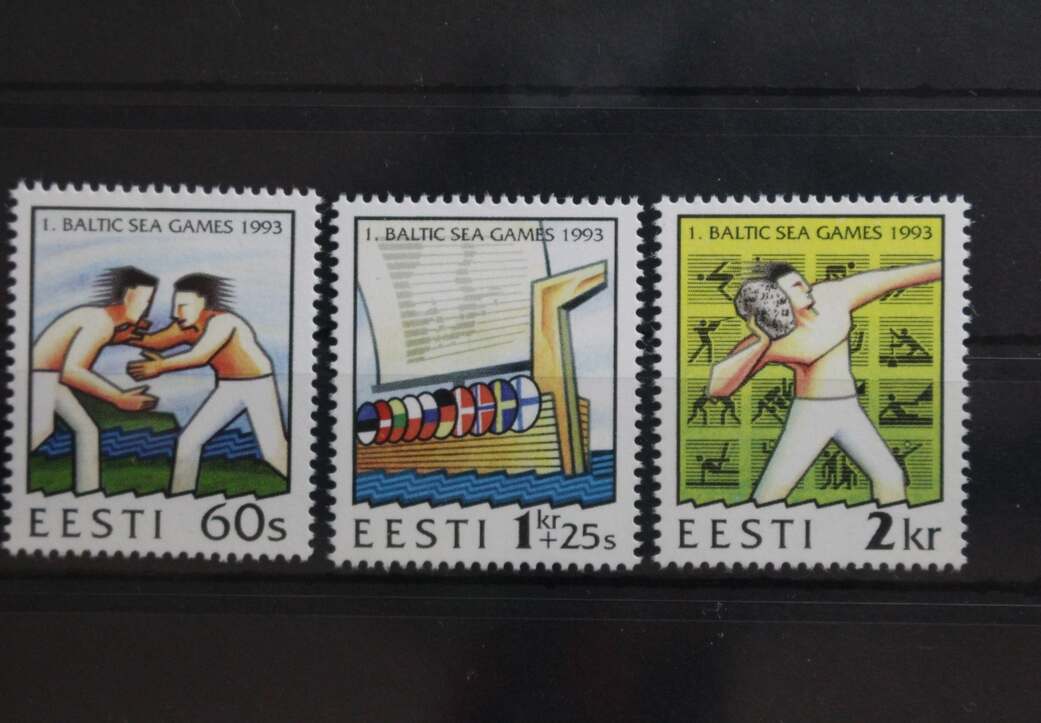 1. BALTIC SEA GAMES 1993
EESTI 60s
1. BALTIC SEA GAMES 1993
EESTI 1kr +25s
1. BALTIC SEA GAMES 1993
EESTI 2kr